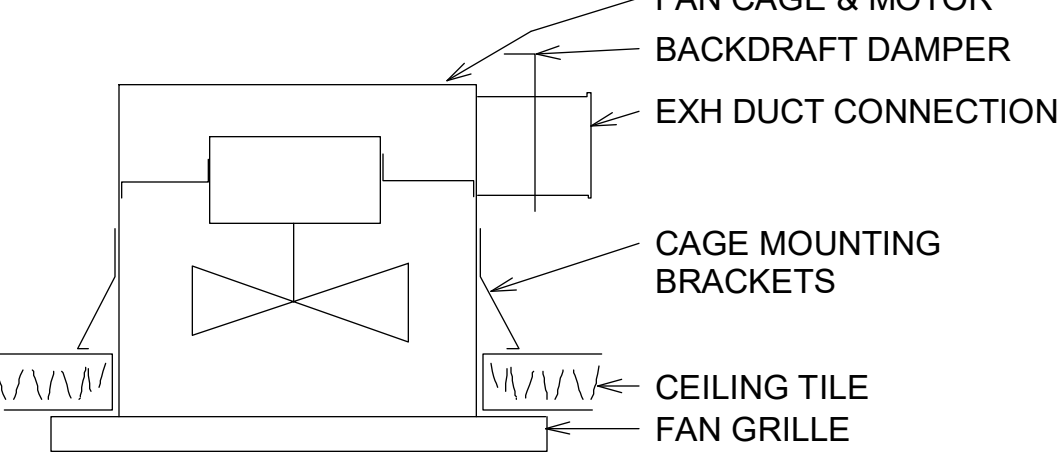 FAN CAGE & MOTOR
BACKDRAFT DAMPER
EXH DUCT CONNECTION
CAGE MOUNTING
BRACKETS
CEILING TILE
FAN GRILLE